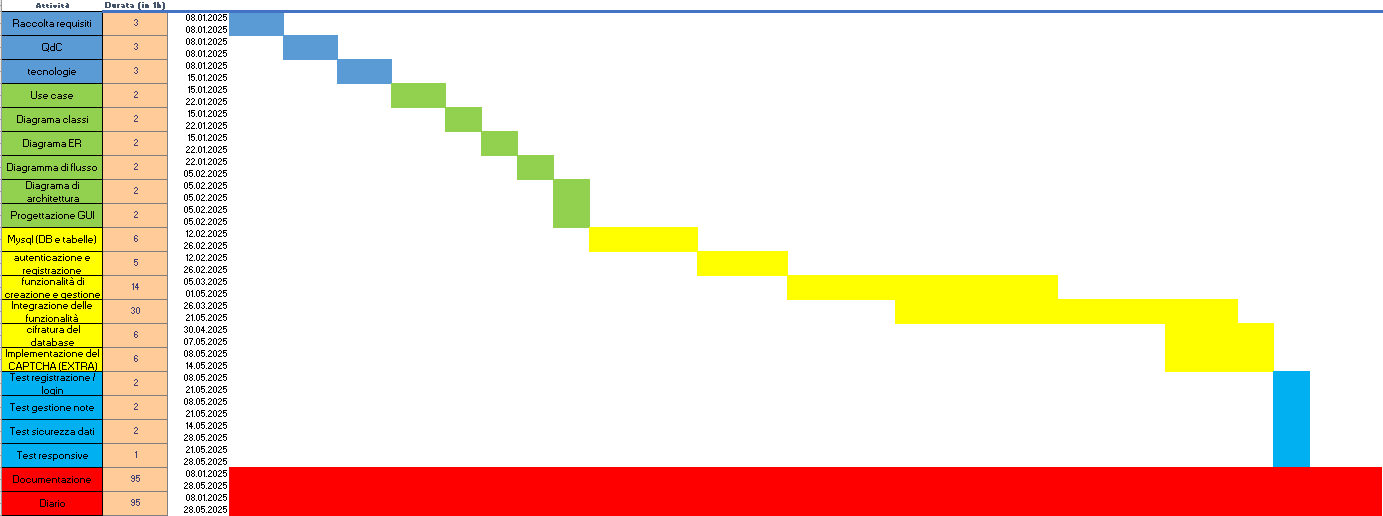 Attività Durata (in 1h)
Raccolta requisiti 3 08.01.2025
08.01.2025
QdC 3 08.01.2025
08.01.2025
tecnologie 3 08.01.2025
15.01.2025
Use case 2 15.01.2025
22.01.2025
Diagrama classi 2 15.01.2025
22.01.2025
Diagrama ER 2 15.01.2025
22.01.2025
Diagramma di flusso 2 22.01.2025
05.02.2025
Diagrama di
architettura 2 05.02.2025
05.02.2025
Progettazione GUI 2 05.02.2025
05.02.2025
Mysql (DB e tabelle) 6 12.02.2025
26.02.2025
autenticazione e
registrazione 5 12.02.2025
26.02.2025
funzionalità di
creazione e gestione 14 05.03.2025
01.05.2025
Integrazione delle
funzionalità 30 26.03.2025
21.05.2025
cifratura del
database 6 30.04.2025
07.05.2025
Implementazione del
CAPTCHA (EXTRA) 6 08.05.2025
14.05.2025
Test registrazione /
login 2 08.05.2025
21.05.2025
Test gestione note 2 08.05.2025
21.05.2025
Test sicurezza dati 2 14.05.2025
28.05.2025
Test responsive 1 21.05.2025
28.05.2025
Documentazione 95 08.01.2025
28.05.2025
Diario 95 08.01.2025
28.05.2025